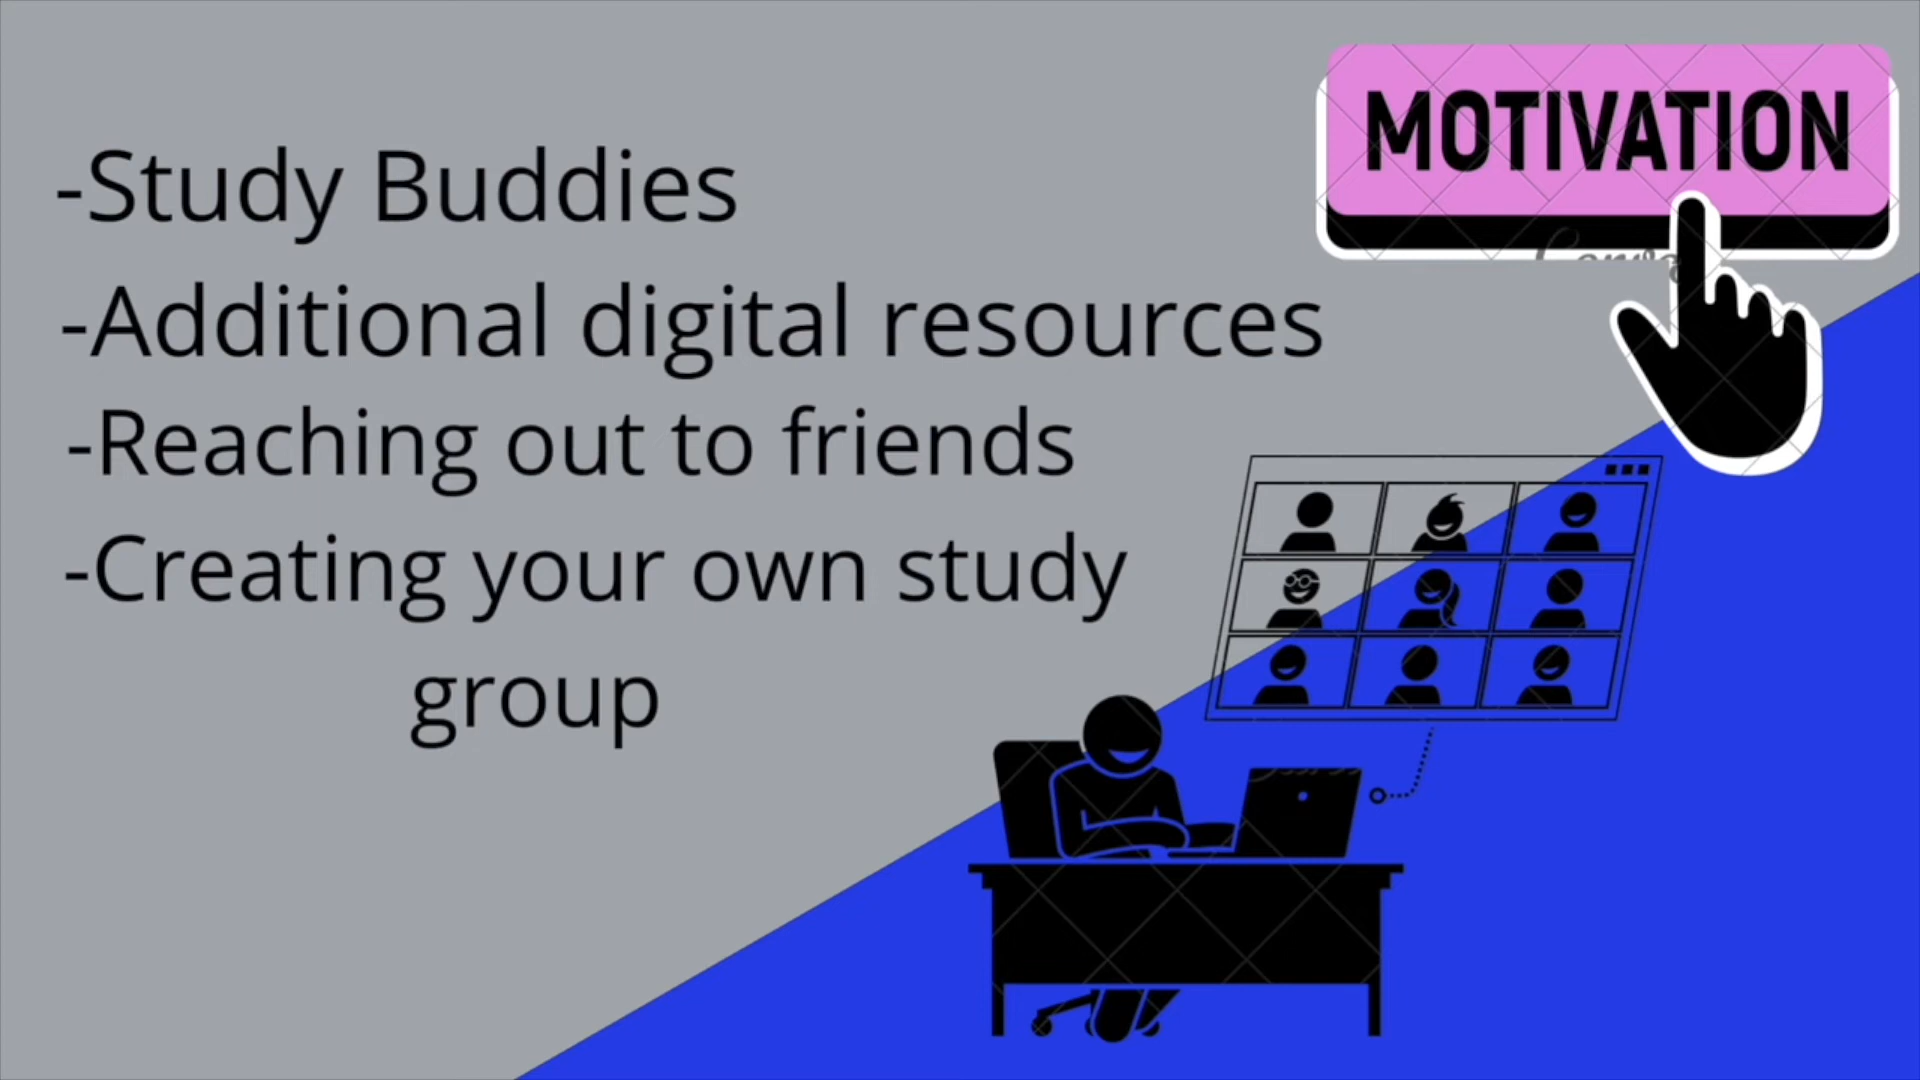 MOTIVATION
-Study Buddies
-Additional digital resources
-Reaching out to friends
-Creating your own study
group